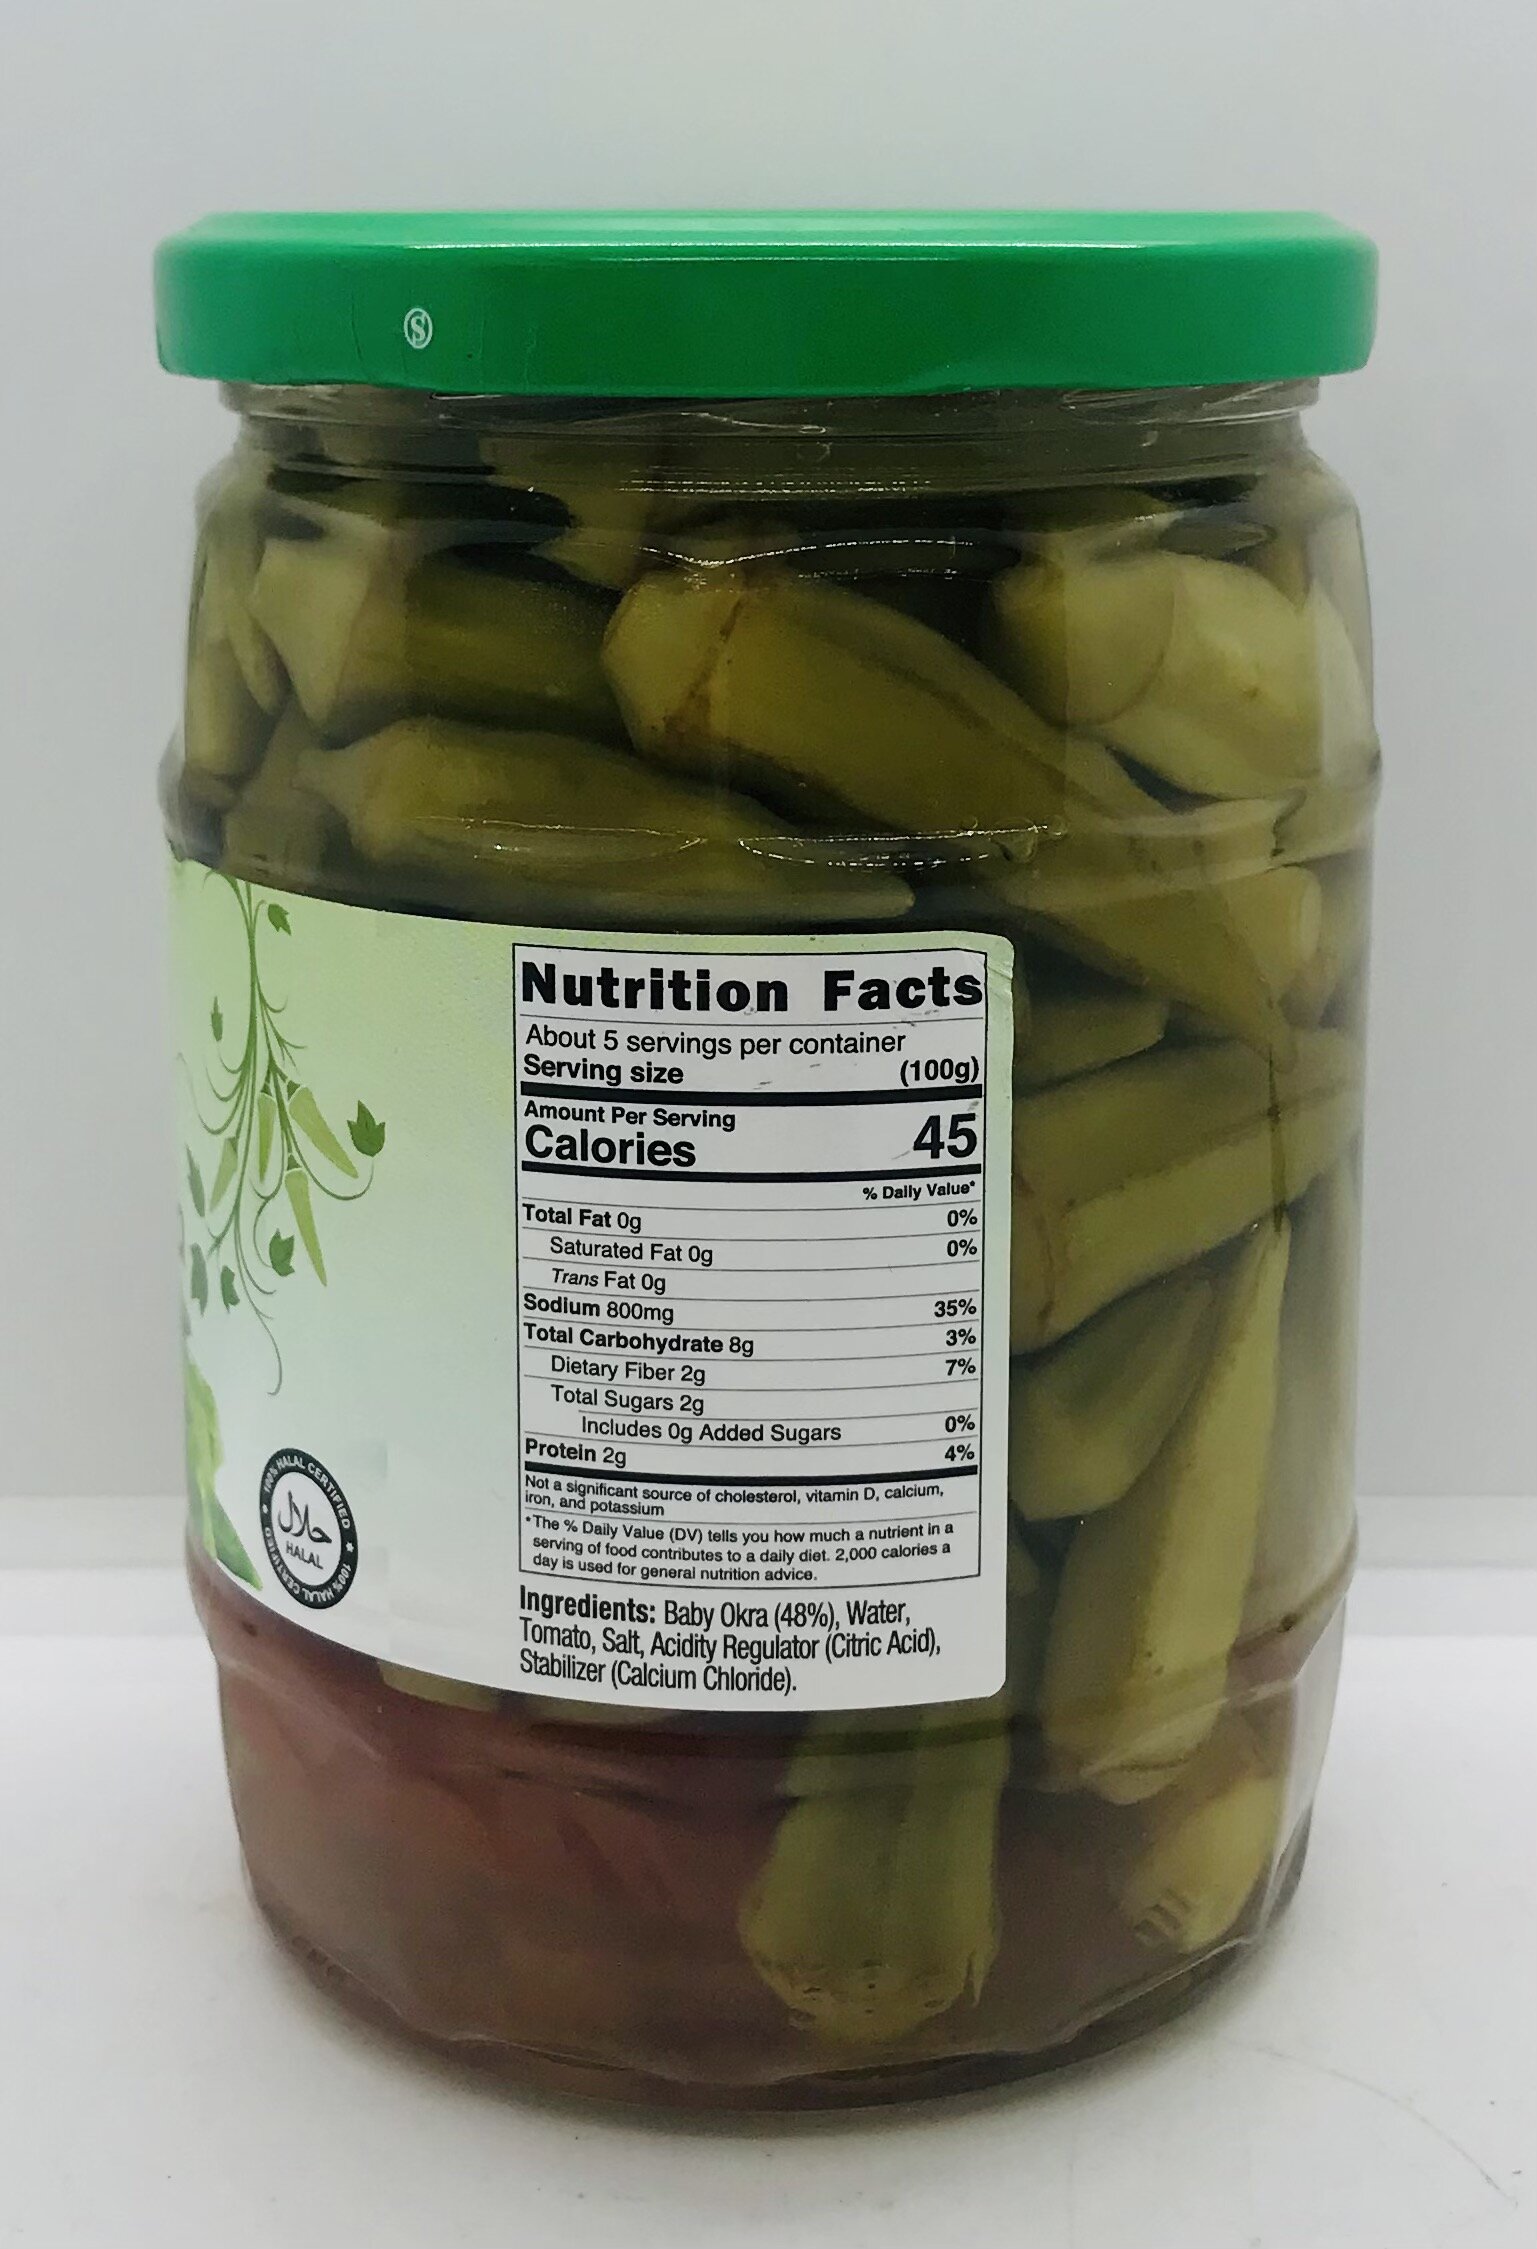 S
Nutrition Facts
About 5 servings per container
Serving size (100g)
Amount Per Serving
Calories 45
% Daily Value*
Total Fat 0g 0%
Saturated Fat 0g 0%
Trans Fat 0g
Sodium 800mg 35%
Total Carbohydrate 8g 3%
Dietary Fiber 2g 7%
Total Sugars 2g
Includes 0g Added Sugars 0%
Protein 2g 4%
Not a significant source of cholesterol, vitamin D, calcium,
iron, and potassium
*The % Daily Value (DV) tells you how much a nutrient in a
serving of food contributes to a daily diet. 2,000 calories a
day is used for general nutrition advice.
Ingredients: Baby Okra (48%), Water,
Tomato, Salt, Acidity Regulator (Citric Acid),
Stabilizer (Calcium Chloride).
100% HALAL CERTIFIED
حلال
HALAL
100% HALAL CERTIFIED